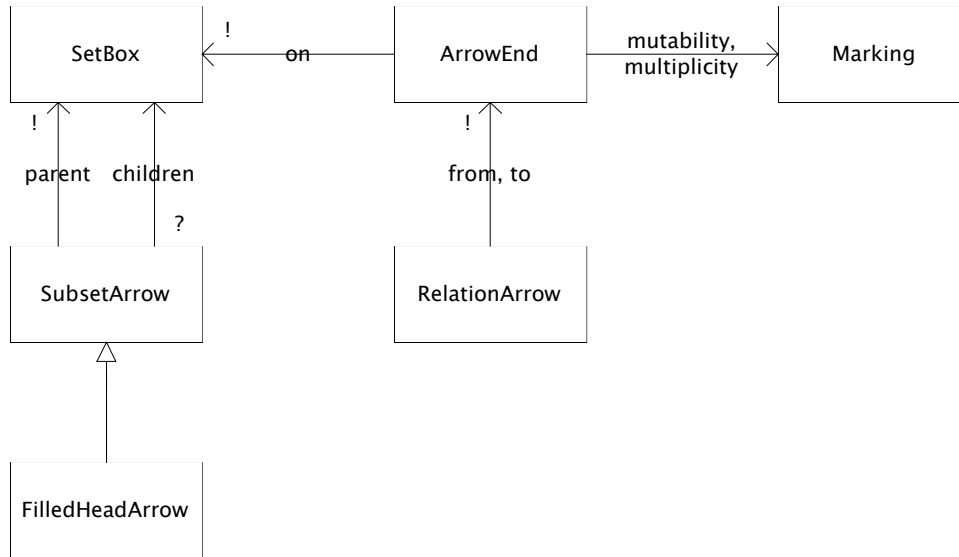 !
SetBox
on
ArrowEnd
mutability,
multiplicity
Marking
!
!
parent
children
from, to
?
SubsetArrow
RelationArrow
FilledHeadArrow